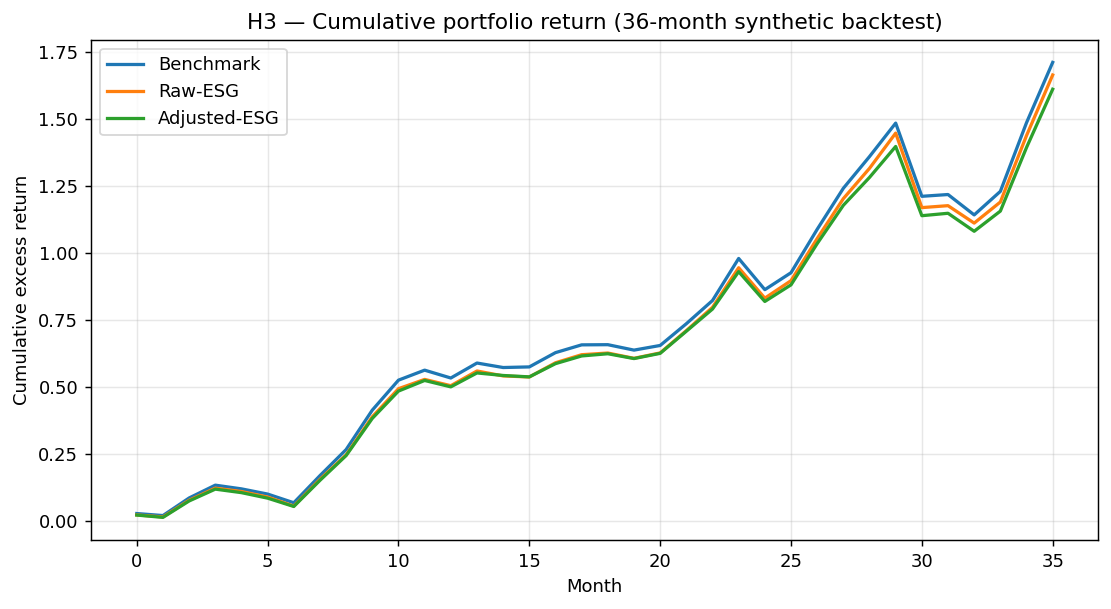 H3 — Cumulative portfolio return (36-month synthetic backtest)
Benchmark
Raw-ESG
Adjusted-ESG
Cumulative excess return
1.75
1.50
1.25
1.00
0.75
0.50
0.25
0.00
0 5 10 15 20 25 30 35
Month